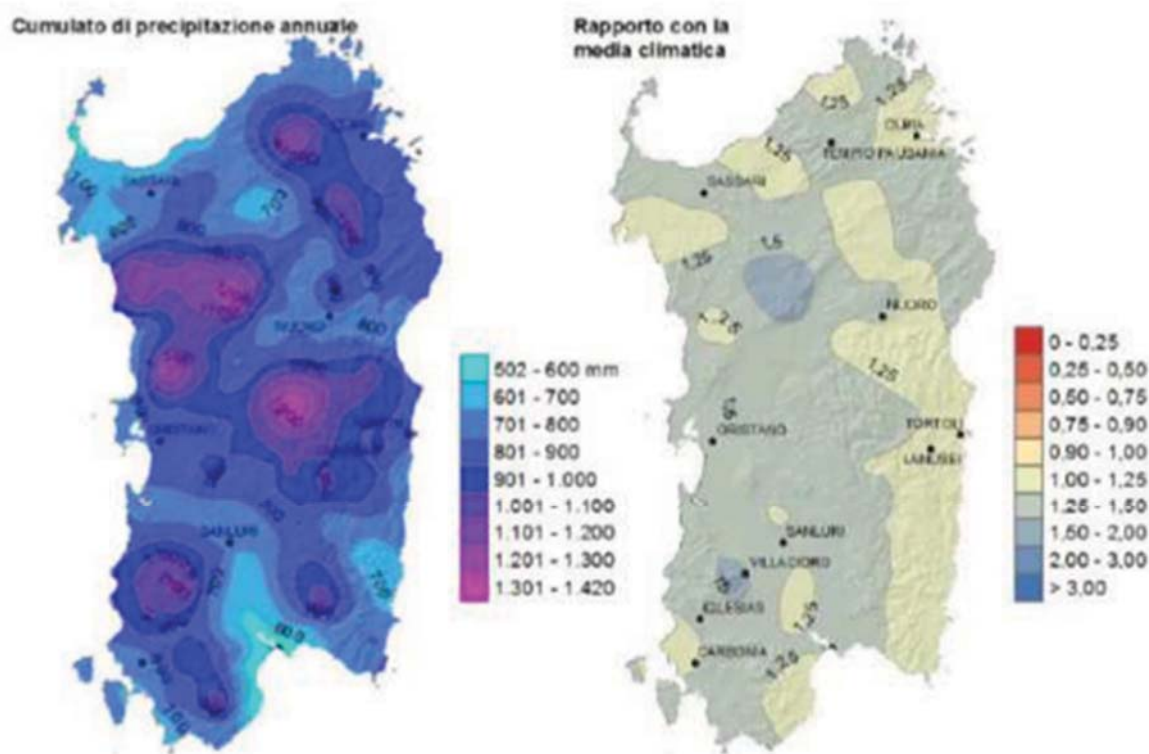 Cumulato di precipitazione annuale
Rapporto con la
media climatica
SASSARI
800
703
NUORO
800
ORISTANO
SANLURI
700
502 - 600 mm
601 - 700
701 - 800
801 - 900
901 - 1.000
1.001 - 1.100
1.101 - 1.200
1.201 - 1.300
1.301 - 1.420
1,25
1,25
OLBIA
TEMPIO PAUSANIA
1,25
SASSARI
1,25
1,5
NUORO
1,25
ORISTANO
TORTOLI
LANUSEI
SANLURI
VILLACIDRO
IGLESIAS
1,25
CARBONIA
1,25
0 - 0,25
0,25 - 0,50
0,50 - 0,75
0,75 - 0,90
0,90 - 1,00
1,00 - 1,25
1,25 - 1,50
1,50 - 2,00
2,00 - 3,00
> 3,00